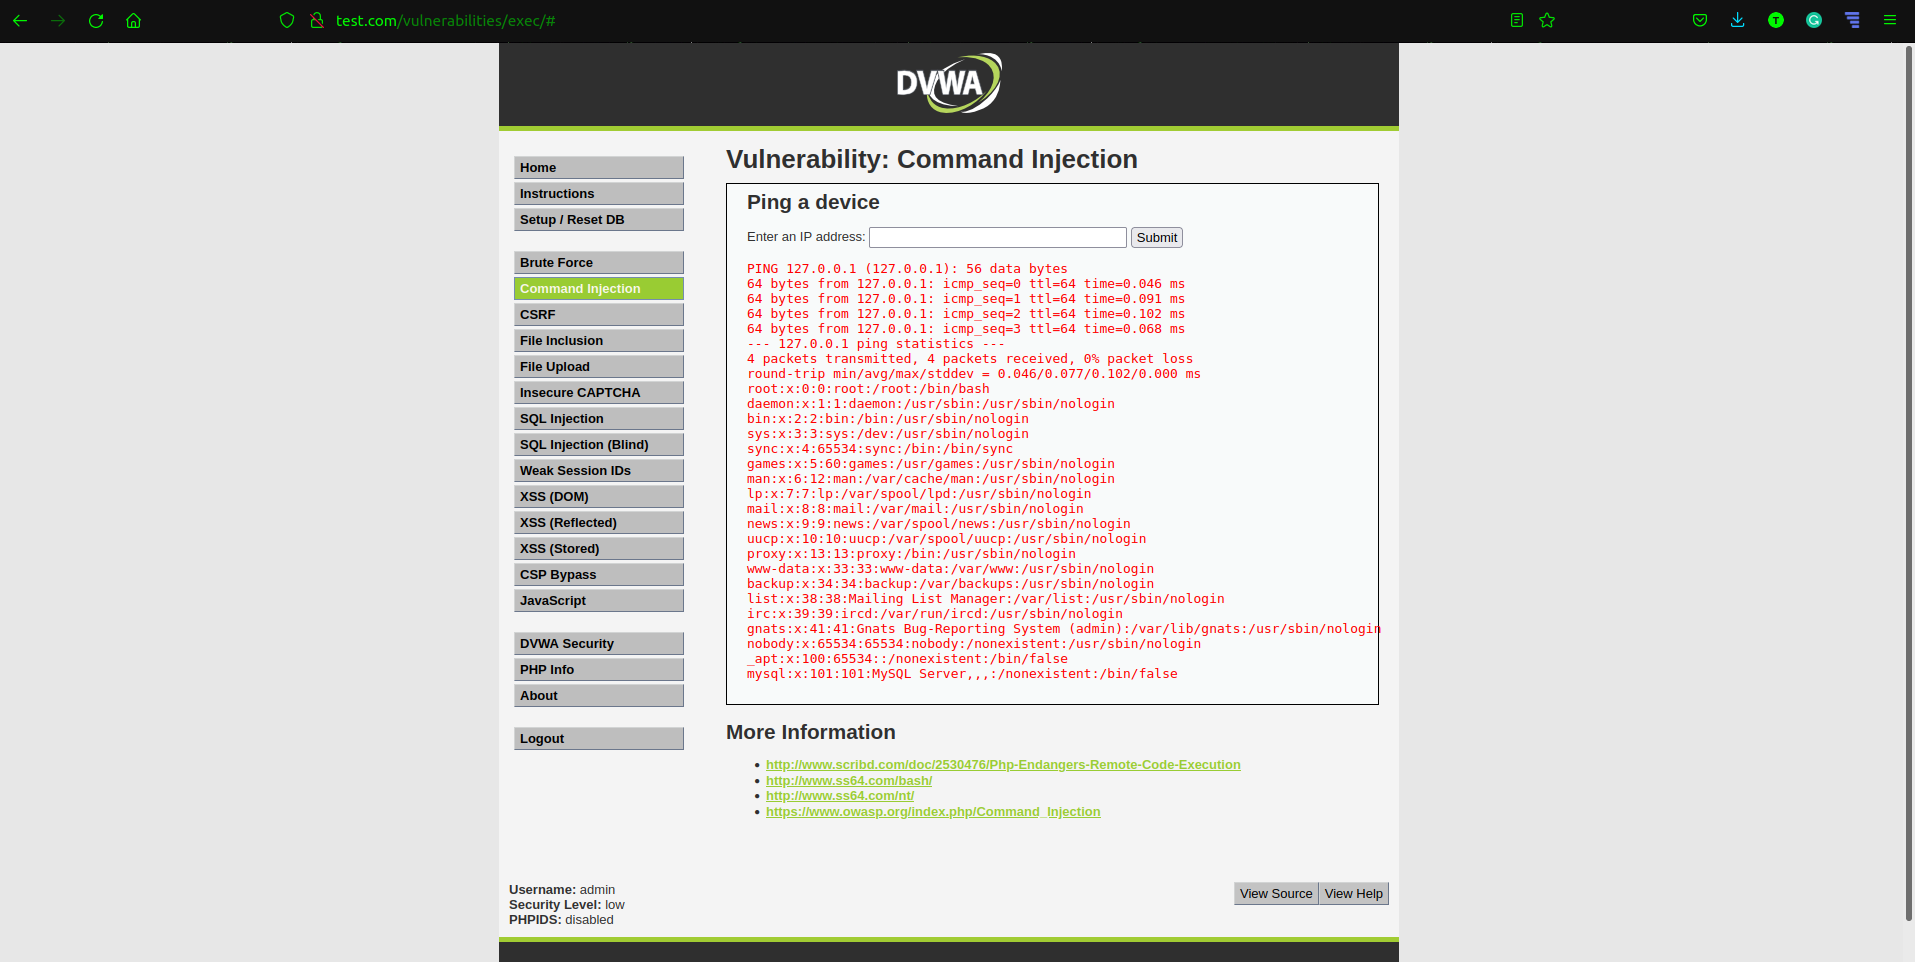 test.com/vulnerabilities/exec/#
DVWA
Home
Instructions
Setup / Reset DB
Brute Force
Command Injection
CSRF
File Inclusion
File Upload
Insecure CAPTCHA
SQL Injection
SQL Injection (Blind)
Weak Session IDs
XSS (DOM)
XSS (Reflected)
XSS (Stored)
CSP Bypass
JavaScript
DVWA Security
PHP Info
About
Logout
Vulnerability: Command Injection
Ping a device
Enter an IP address: Submit
PING 127.0.0.1 (127.0.0.1): 56 data bytes
64 bytes from 127.0.0.1: icmp_seq=0 ttl=64 time=0.046 ms
64 bytes from 127.0.0.1: icmp_seq=1 ttl=64 time=0.091 ms
64 bytes from 127.0.0.1: icmp_seq=2 ttl=64 time=0.102 ms
64 bytes from 127.0.0.1: icmp_seq=3 ttl=64 time=0.068 ms
--- 127.0.0.1 ping statistics ---
4 packets transmitted, 4 packets received, 0% packet loss
round-trip min/avg/max/stddev = 0.046/0.077/0.102/0.000 ms
root:x:0:0:root:/root:/bin/bash
daemon:x:1:1:daemon:/usr/sbin:/usr/sbin/nologin
bin:x:2:2:bin:/bin:/usr/sbin/nologin
sys:x:3:3:sys:/dev:/usr/sbin/nologin
sync:x:4:65534:sync:/bin:/bin/sync
games:x:5:60:games:/usr/games:/usr/sbin/nologin
man:x:6:12:man:/var/cache/man:/usr/sbin/nologin
lp:x:7:7:lp:/var/spool/lpd:/usr/sbin/nologin
mail:x:8:8:mail:/var/mail:/usr/sbin/nologin
news:x:9:9:news:/var/spool/news:/usr/sbin/nologin
uucp:x:10:10:uucp:/var/spool/uucp:/usr/sbin/nologin
proxy:x:13:13:proxy:/bin:/usr/sbin/nologin
www-data:x:33:33:www-data:/var/www:/usr/sbin/nologin
backup:x:34:34:backup:/var/backups:/usr/sbin/nologin
list:x:38:38:Mailing List Manager:/var/list:/usr/sbin/nologin
irc:x:39:39:ircd:/var/run/ircd:/usr/sbin/nologin
gnats:x:41:41:Gnats Bug-Reporting System (admin):/var/lib/gnats:/usr/sbin/nologin
nobody:x:65534:65534:nobody:/nonexistent:/usr/sbin/nologin
_apt:x:100:65534::/nonexistent:/bin/false
mysql:x:101:101:MySQL Server,,,:/nonexistent:/bin/false
More Information
http://www.scribd.com/doc/2530476/Php-Endangers-Remote-Code-Execution
http://www.ss64.com/bash/
http://www.ss64.com/nt/
https://www.owasp.org/index.php/Command_Injection
Username: admin
Security Level: low
PHPIDS: disabled
View Source View Help